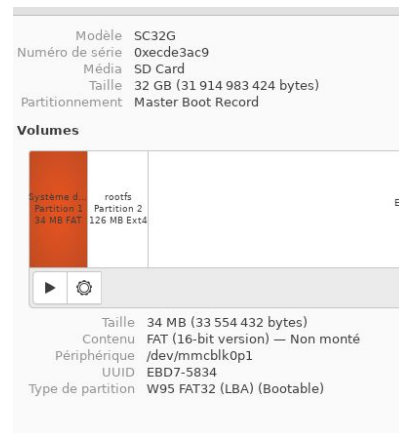 Modèle SC32G
Numéro de série 0xecde3ac9
Média SD Card
Taille 32 GB (31 914 983 424 bytes)
Partitionnement Master Boot Record
Volumes
Système d... rootfs
Partition 1 Partition 2 E
34 MB FAT 126 MB Ext4
Taille 34 MB (33 554 432 bytes)
Contenu FAT (16-bit version) — Non monté
Périphérique /dev/mmcblk0p1
UUID EBD7-5834
Type de partition W95 FAT32 (LBA) (Bootable)